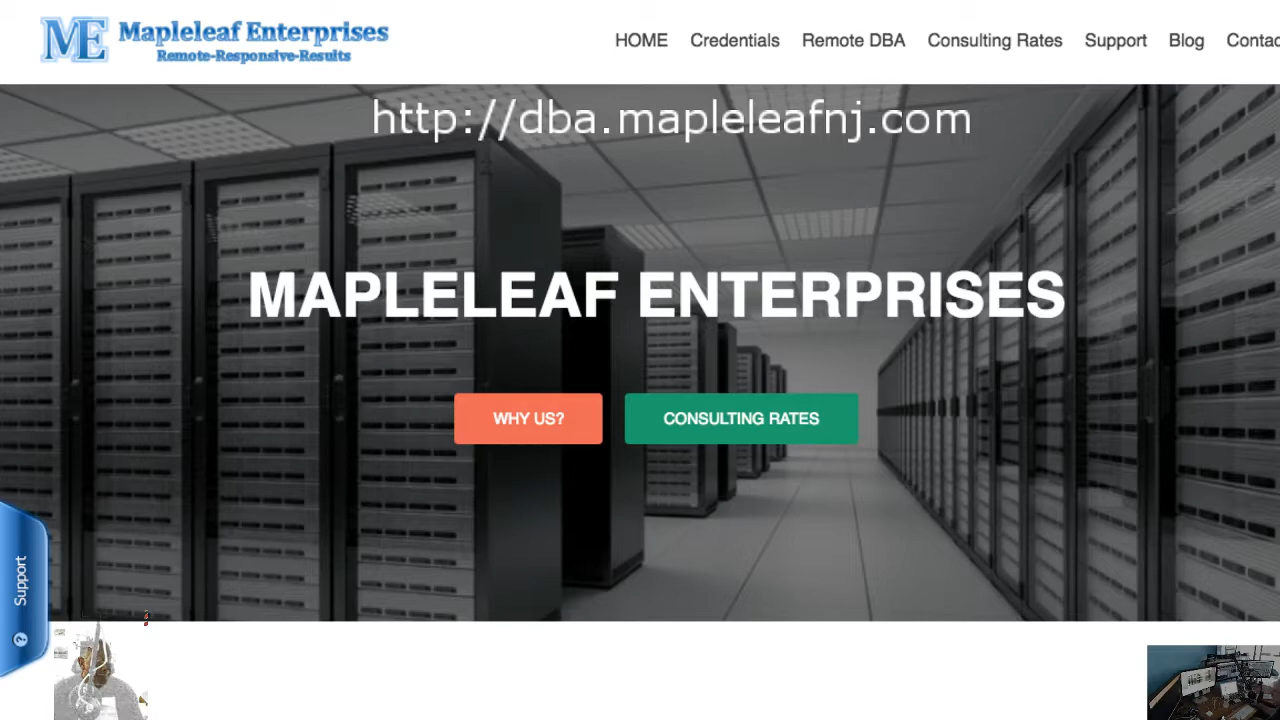 ME Mapleleaf Enterprises
Remote-Responsive-Results
HOME Credentials Remote DBA Consulting Rates Support Blog Contac
http://dba.mapleleafnj.com
MAPLELEAF ENTERPRISES
WHY US? CONSULTING RATES
Support
?